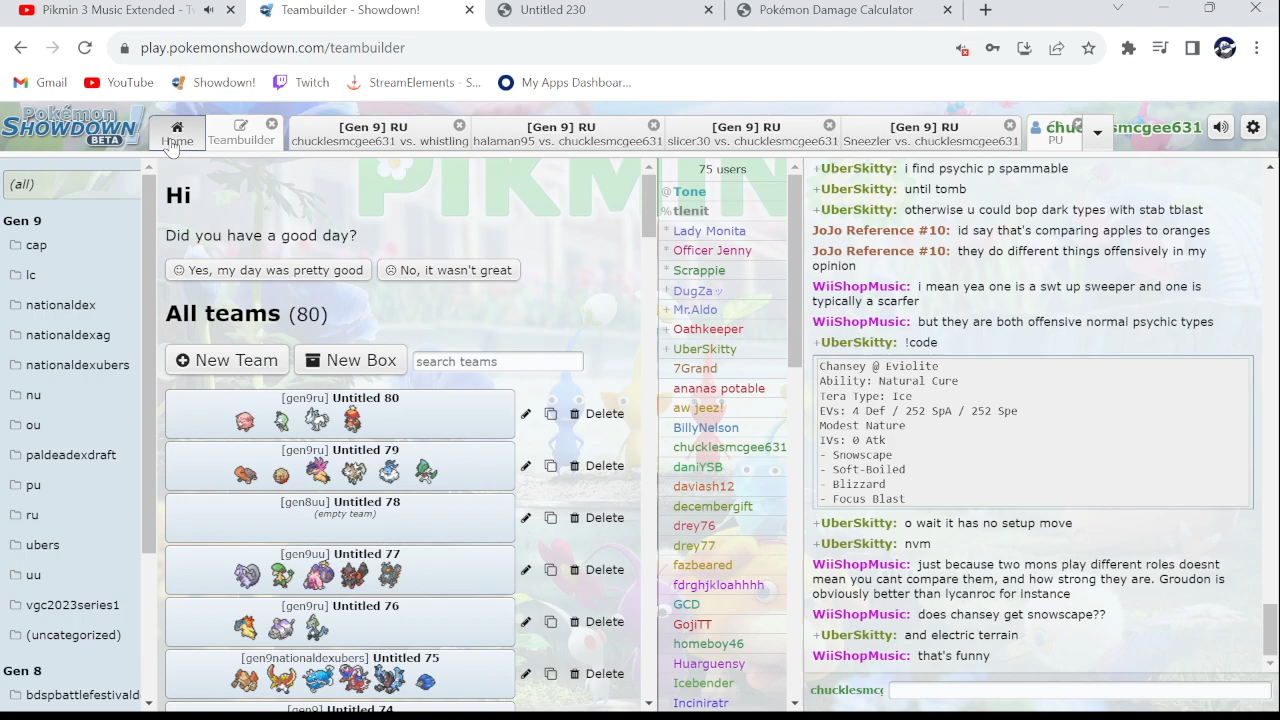 Pikmin 3 Music Extended - Tw
Teambuilder - Showdown!
Untitled 230
Pokémon Damage Calculator
play.pokemonshowdown.com/teambuilder
Gmail
YouTube
Showdown!
Twitch
StreamElements - S...
My Apps Dashboar...
Pokémon
SHOWDOWN!
BETA
Home
Teambuilder
[Gen 9] RU
chucklesmcgee631 vs. whistling
[Gen 9] RU
halaman95 vs. chucklesmcgee631
[Gen 9] RU
slicer30 vs. chucklesmcgee631
[Gen 9] RU
Sneezler vs. chucklesmcgee631
PU
smcgee631
(all)
Gen 9
cap
lc
nationaldex
nationaldexag
nationaldexubers
nu
ou
paldeadexdraft
pu
ru
ubers
uu
vgc2023series1
(uncategorized)
Gen 8
bdspbattlefestivald
PIKMIN
Hi
Did you have a good day?
Yes, my day was pretty good
No, it wasn't great
All teams (80)
New Team
New Box
search teams
[gen9ru] Untitled 80
Delete
[gen9ru] Untitled 79
Delete
[gen8uu] Untitled 78
(empty team)
Delete
[gen9uu] Untitled 77
Delete
[gen9ru] Untitled 76
Delete
[gen9nationaldexubers] Untitled 75
Delete
[gen9] Untitled 74
75 users
@Tone
%tlenit
* Lady Monita
* Officer Jenny
* Scrappie
+ DugZaッ
+ Mr.Aldo
+ Oathkeeper
+ UberSkitty
7Grand
ananas potable
aw jeez!
BillyNelson
chucklesmcgee631
daniYSB
daviash12
decembergift
drey76
drey77
fazbeared
fdrghjkloahhhh
GCD
GojiTT
homeboy46
Huarguensy
Icebender
Inciniratr
+UberSkitty: i find psychic p spammable
+UberSkitty: until tomb
+UberSkitty: otherwise u could bop dark types with stab tblast
JoJo Reference #10: id say that's comparing apples to oranges
JoJo Reference #10: they do different things offensively in my
opinion
WiiShopMusic: i mean yea one is a swt up sweeper and one is
typically a scarfer
WiiShopMusic: but they are both offensive normal psychic types
+UberSkitty: !code
Chansey @ Eviolite
Ability: Natural Cure
Tera Type: Ice
EVs: 4 Def / 252 SpA / 252 Spe
Modest Nature
IVs: 0 Atk
- Snowscape
- Soft-Boiled
- Blizzard
- Focus Blast
+UberSkitty: o wait it has no setup move
+UberSkitty: nvm
WiiShopMusic: just because two mons play different roles doesnt
mean you cant compare them, and how strong they are. Groudon is
obviously better than lycanroc for instance
WiiShopMusic: does chansey get snowscape??
+UberSkitty: and electric terrain
WiiShopMusic: that's funny
chucklesmcg